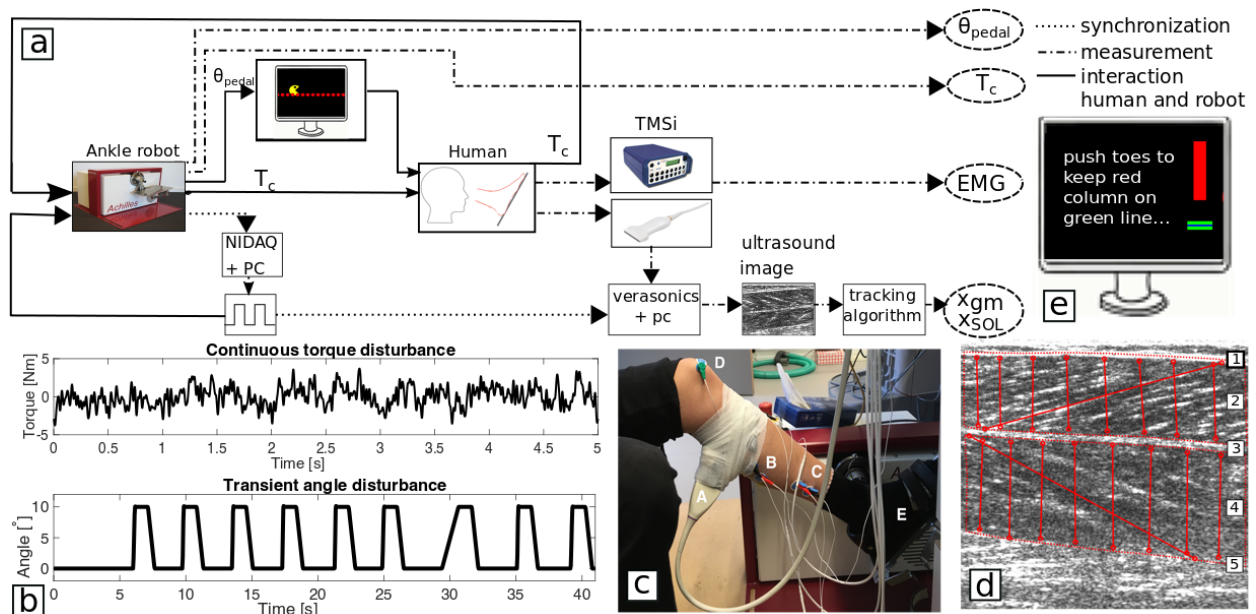 a
θpedal
synchronization
measurement
interaction
human and robot
θpedal
Tc
Ankle robot
Achilles
Tc
Human
Tc
TMSi
EMG
push toes to
keep red
column on
green line...
e
NIDAQ
+ PC
verasonics
+ pc
ultrasound
image
tracking
algorithm
xgm
xSOL
Continuous torque disturbance
Torque [Nm]
5
0
-5
0 0.5 1 1.5 2 2.5 3 3.5 4 4.5 5
Time [s]
Transient angle disturbance
Angle [°]
10
5
0
0 5 10 15 20 25 30 35 40
Time [s]
b
D
A
B
C
E
c
1
2
3
4
5
d